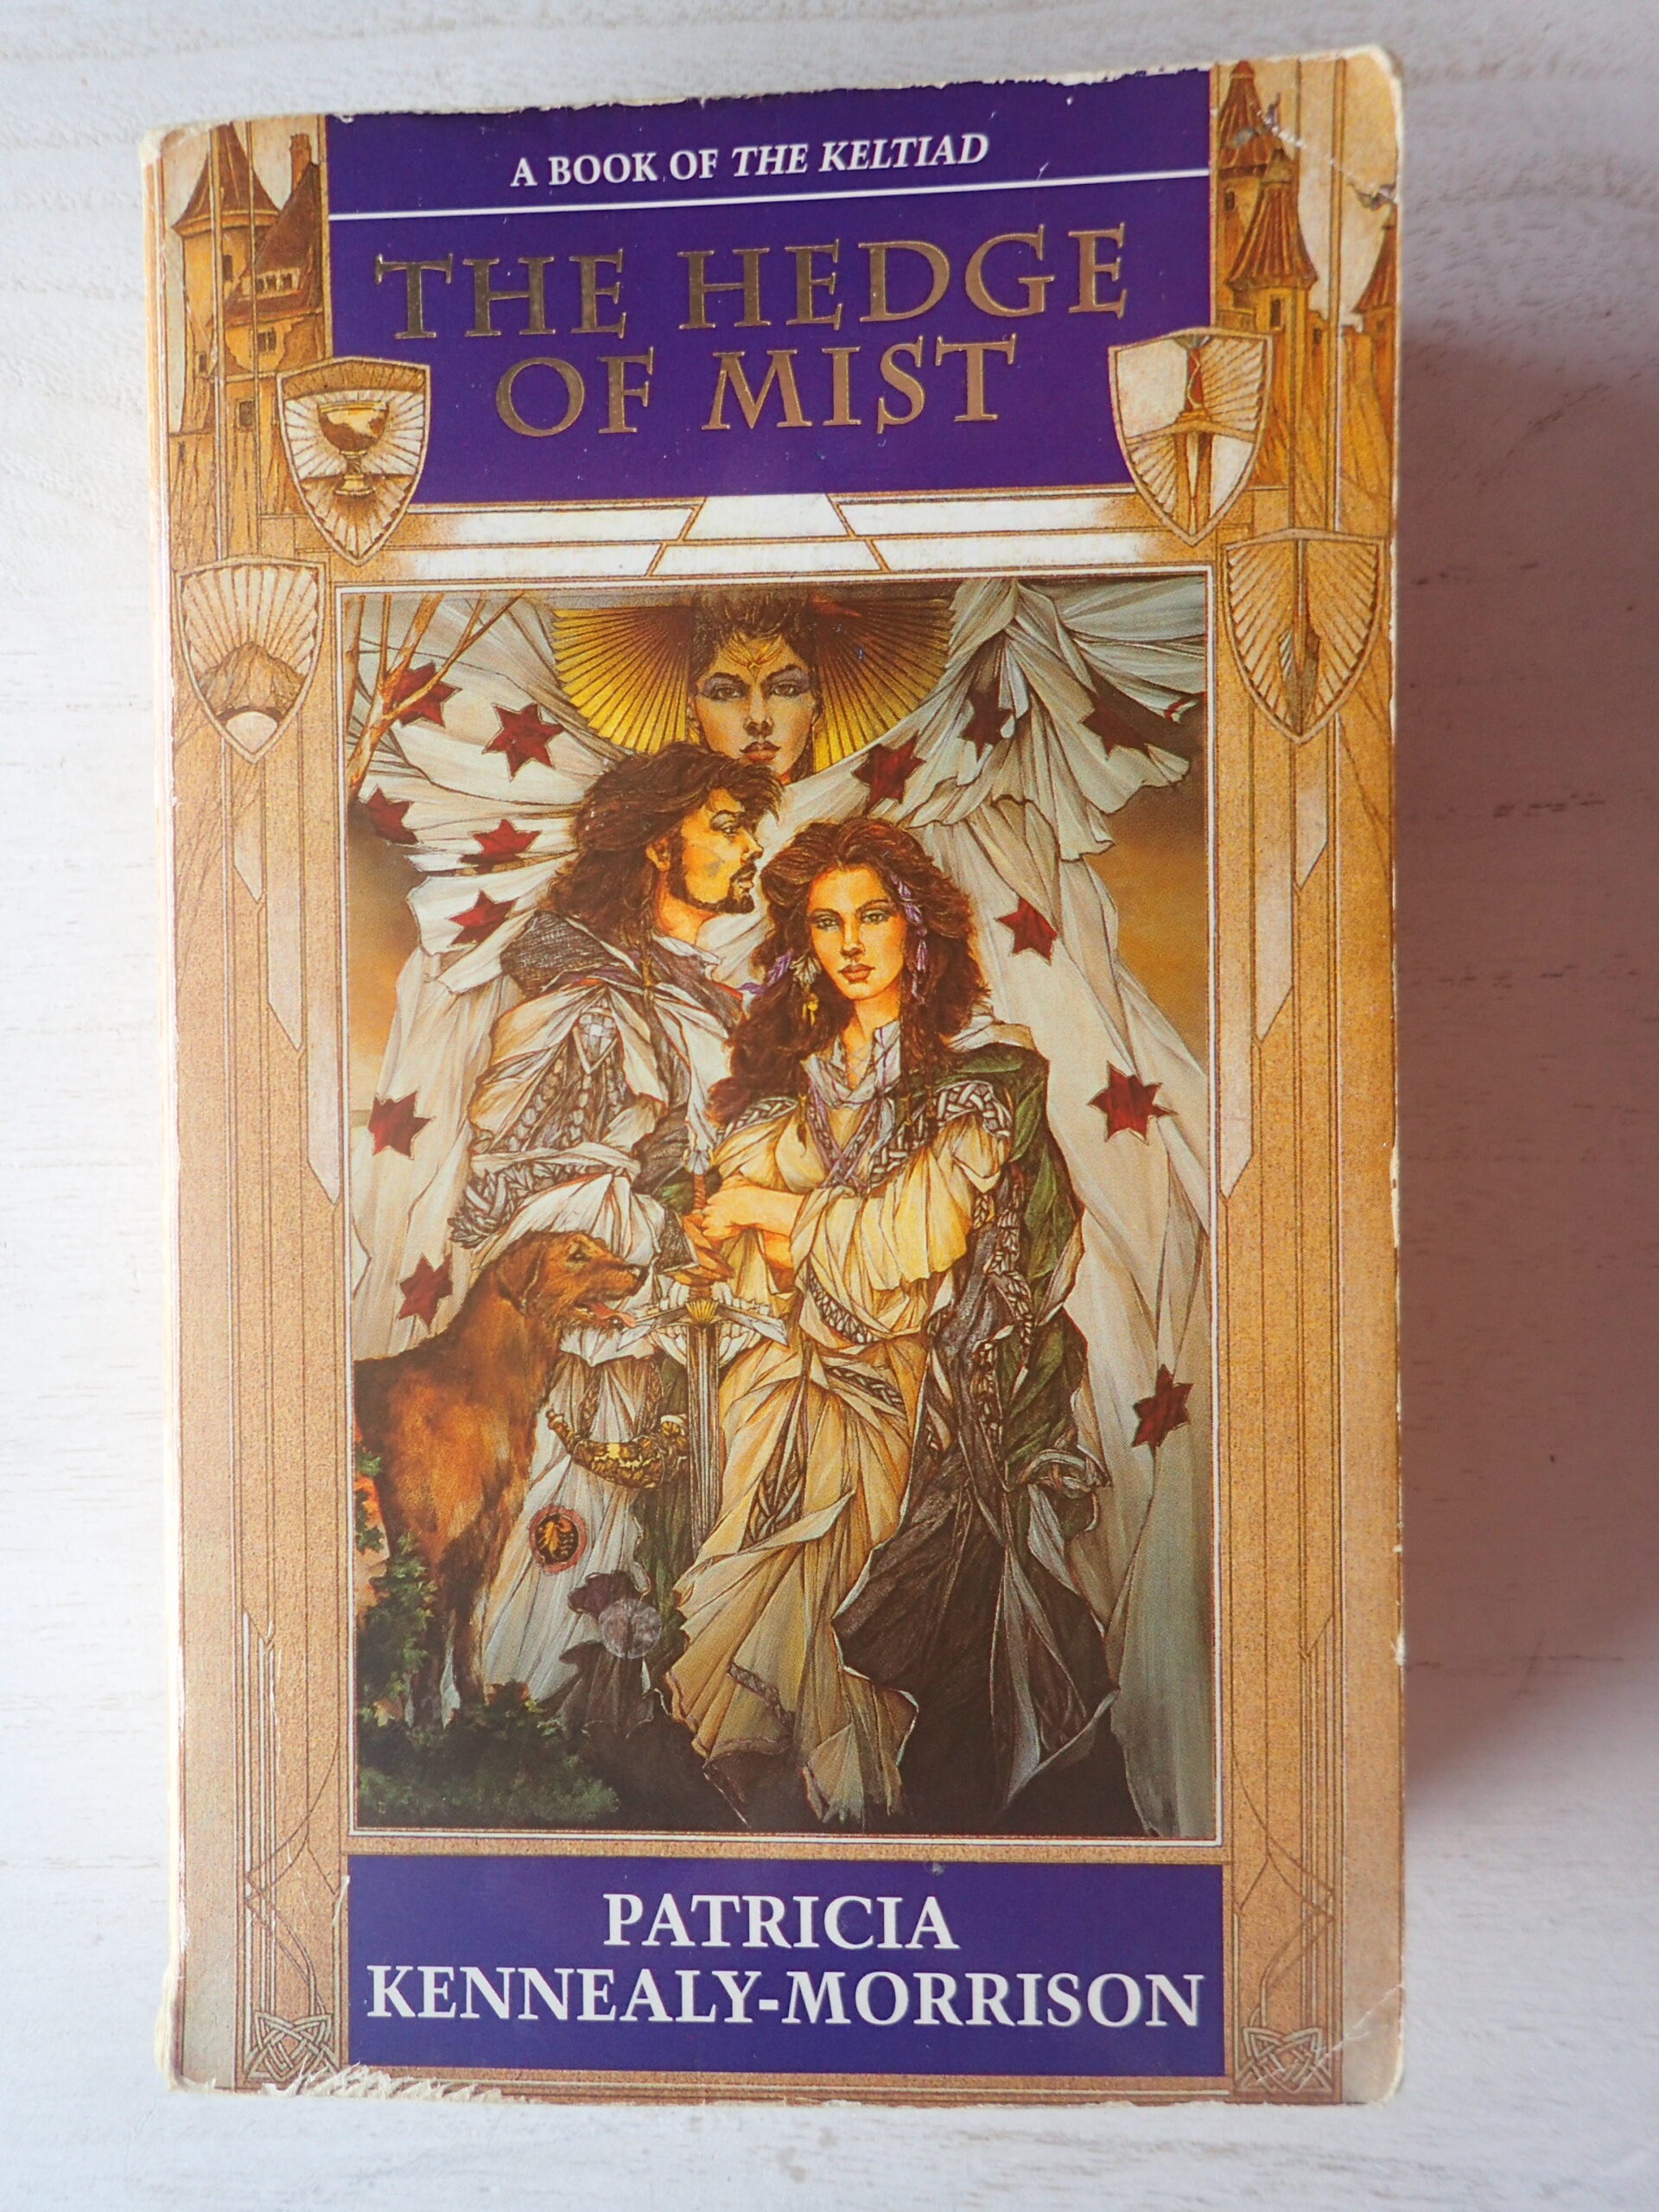 A BOOK OF THE KELTIAD
THE HEDGE
OF MIST
PATRICIA
KENNEALY-MORRISON